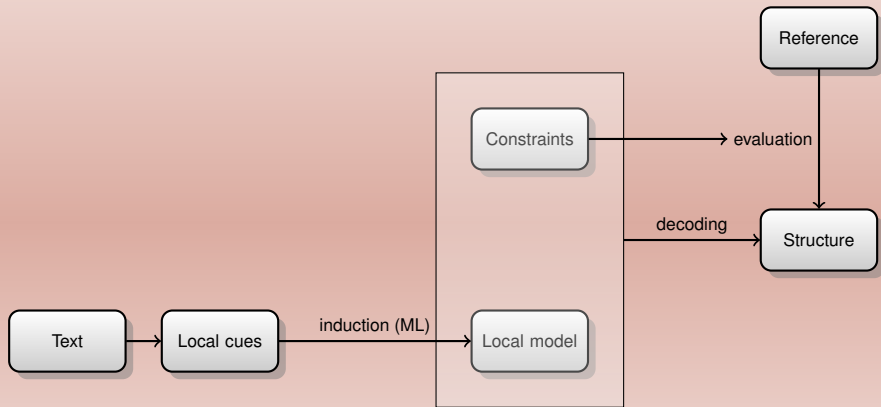 Reference
Constraints
evaluation
decoding
Structure
Text
Local cues
induction (ML)
Local model